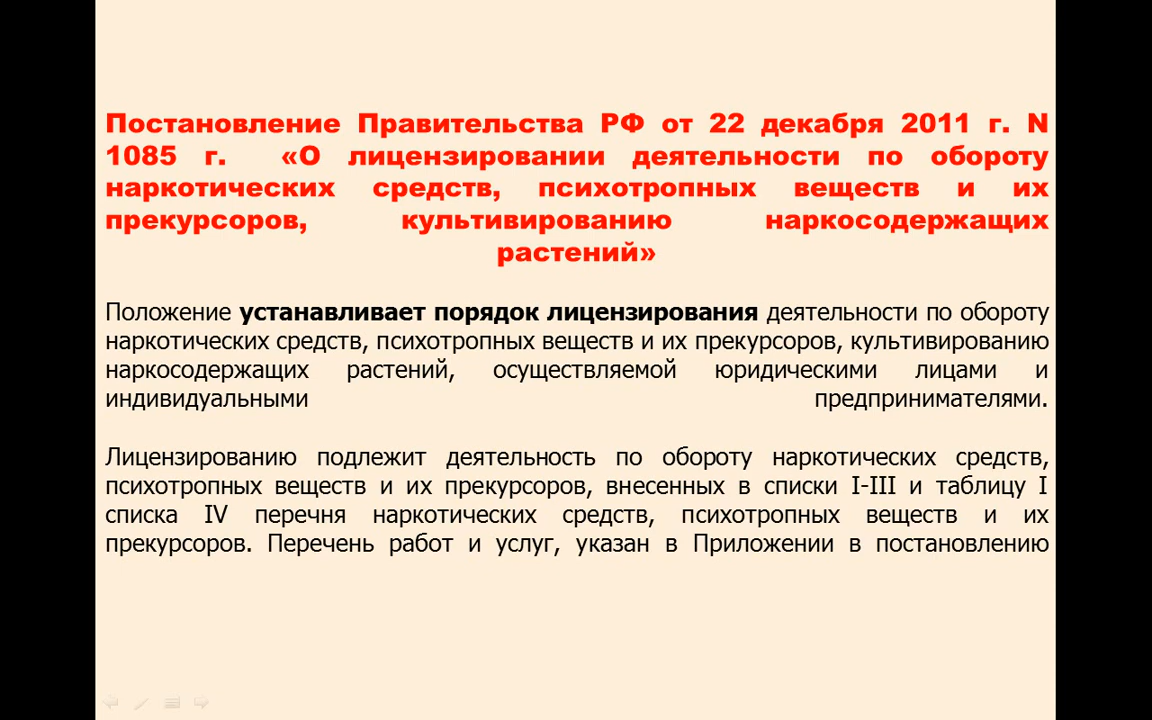 Постановление Правительства РФ от 22 декабря 2011 г. N
1085 г. «О лицензировании деятельности по обороту
наркотических средств, психотропных веществ и их
прекурсоров, культивированию наркосодержащих
растений»
Положение устанавливает порядок лицензирования деятельности по обороту
наркотических средств, психотропных веществ и их прекурсоров, культивированию
наркосодержащих растений, осуществляемой юридическими лицами и
индивидуальными предпринимателями.
Лицензированию подлежит деятельность по обороту наркотических средств,
психотропных веществ и их прекурсоров, внесенных в списки I-III и таблицу I
списка IV перечня наркотических средств, психотропных веществ и их
прекурсоров. Перечень работ и услуг, указан в Приложении в постановлению